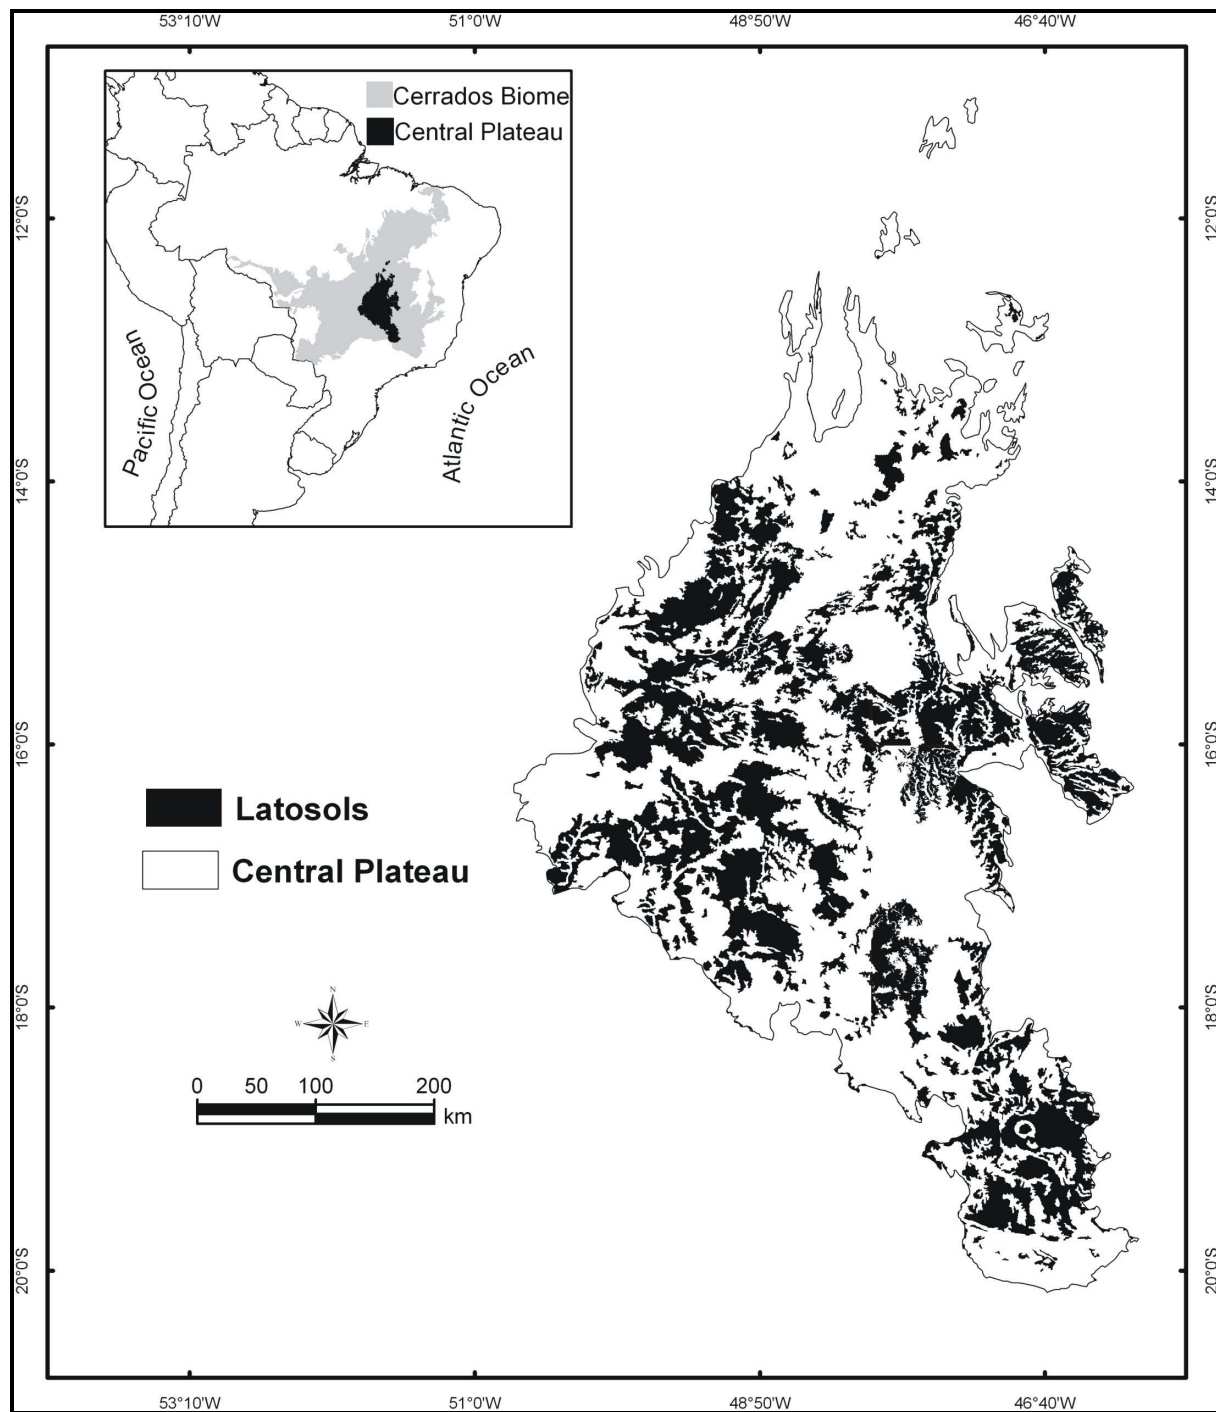 53°10'W 51°0'W 48°50'W 46°40'W
Cerrados Biome
Central Plateau
12°0'S 12°0'S
Pacific Ocean
Atlantic Ocean
14°0'S 14°0'S
16°0'S 16°0'S
Latosols
Central Plateau
18°0'S 18°0'S
N
W E
S
0 50 100 200
km
20°0'S 20°0'S
53°10'W 51°0'W 48°50'W 46°40'W